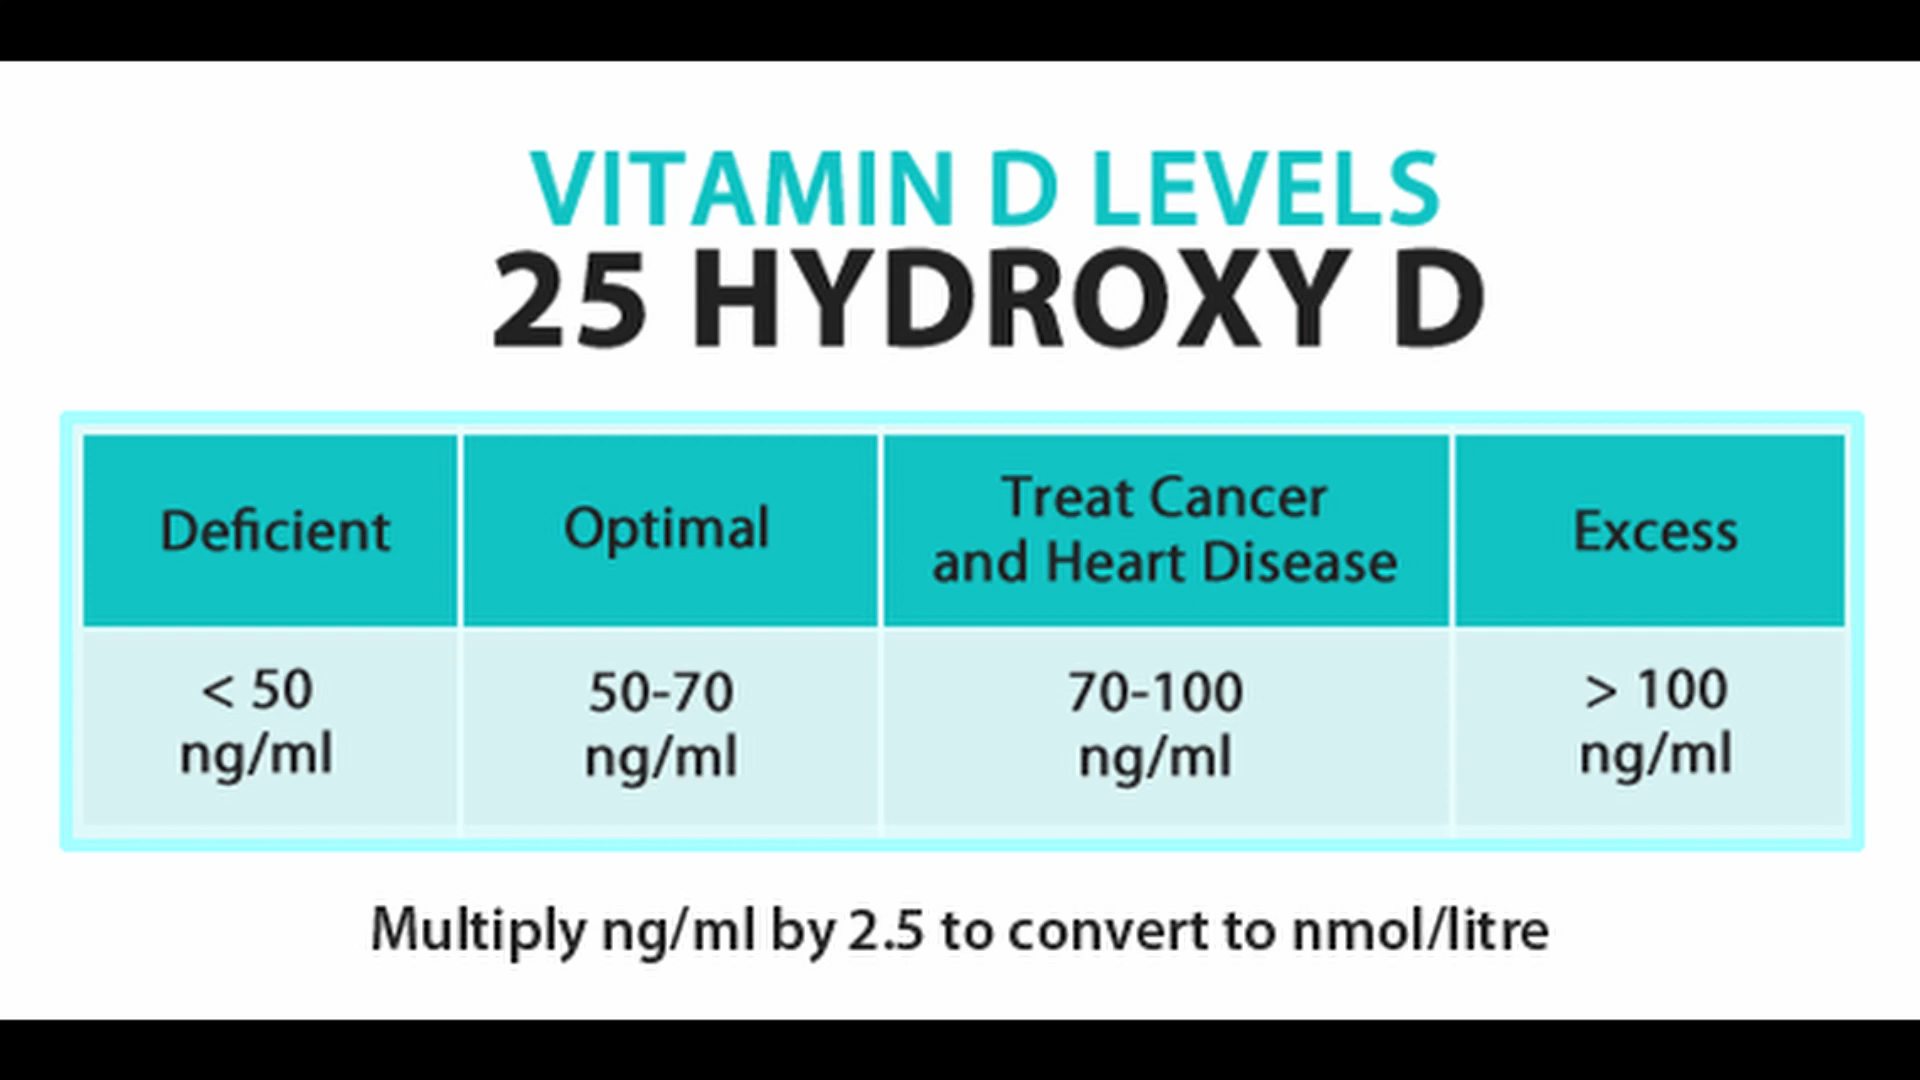 VITAMIN D LEVELS
25 HYDROXY D
Deficient
Optimal
Treat Cancer
and Heart Disease
Excess
< 50
ng/ml
50-70
ng/ml
70-100
ng/ml
> 100
ng/ml
Multiply ng/ml by 2.5 to convert to nmol/litre